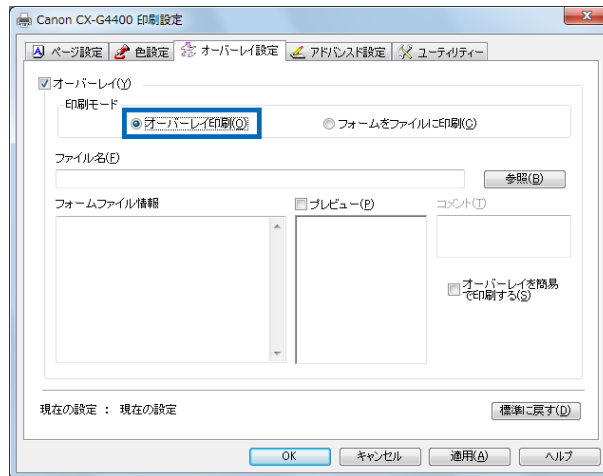 Canon CX-G4400 印刷設定
ページ設定 色設定 オーバーレイ設定 アドバンスド設定 ユーティリティー
オーバーレイ(Y)
印刷モード
オーバーレイ印刷(O) フォームをファイルに印刷(C)
ファイル名(F)
参照(B)
フォームファイル情報 プレビュー(P) コメント(T)
オーバーレイを簡易
で印刷する(S)
現在の設定 : 現在の設定 標準に戻す(D)
OK キャンセル 適用(A) ヘルプ